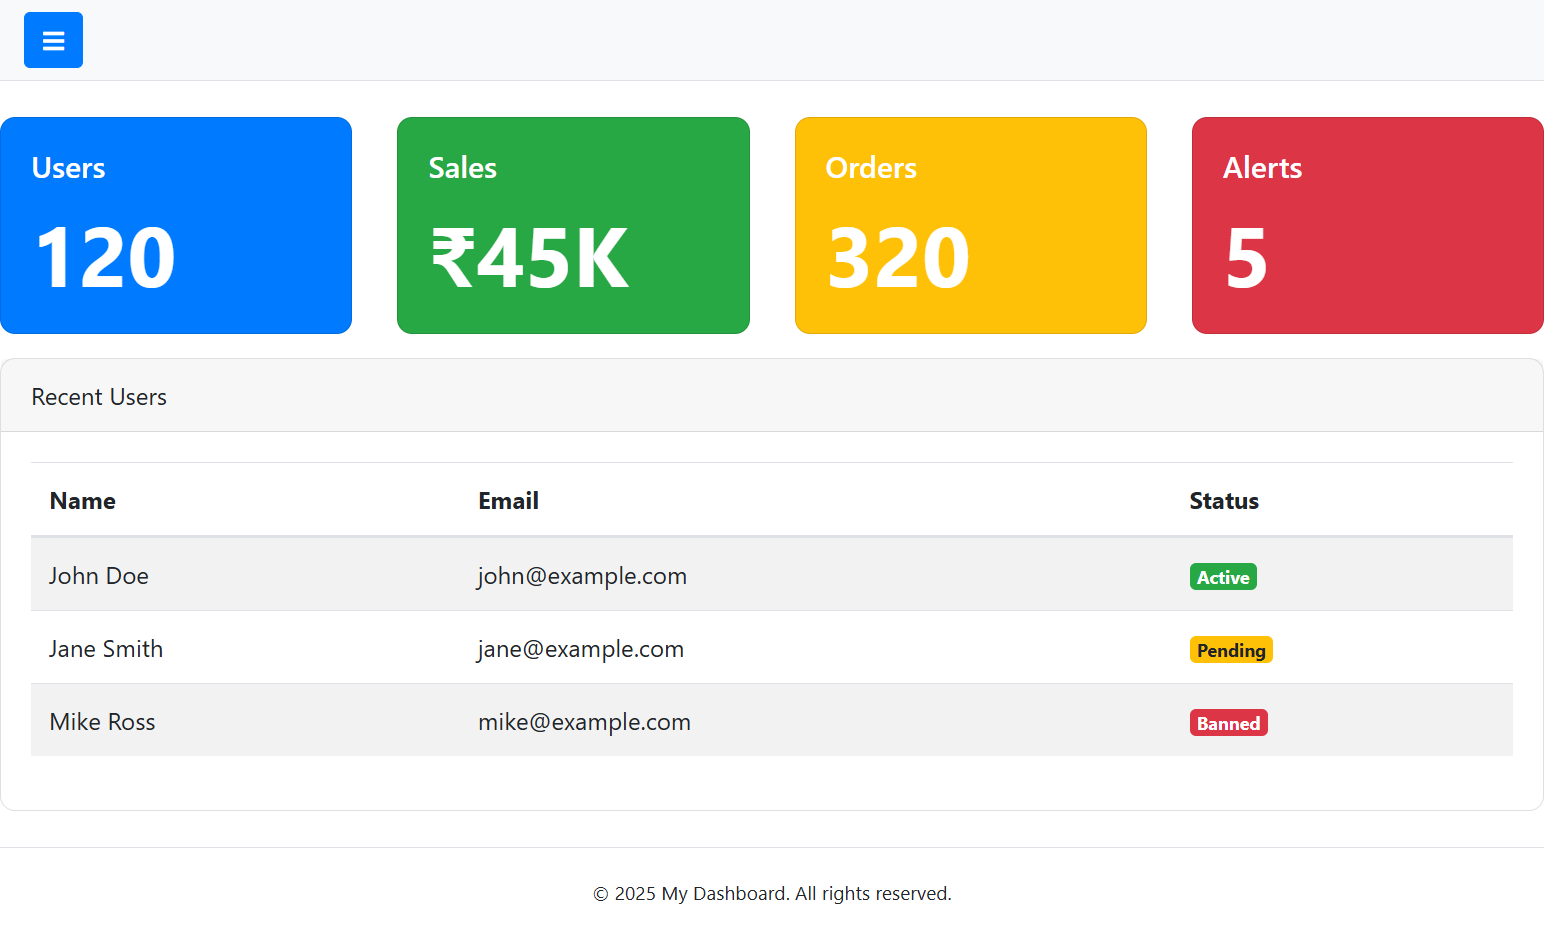 Users
120
Sales
₹45K
Orders
320
Alerts
5
Recent Users
Name Email Status
John Doe john@example.com Active
Jane Smith jane@example.com Pending
Mike Ross mike@example.com Banned
© 2025 My Dashboard. All rights reserved.